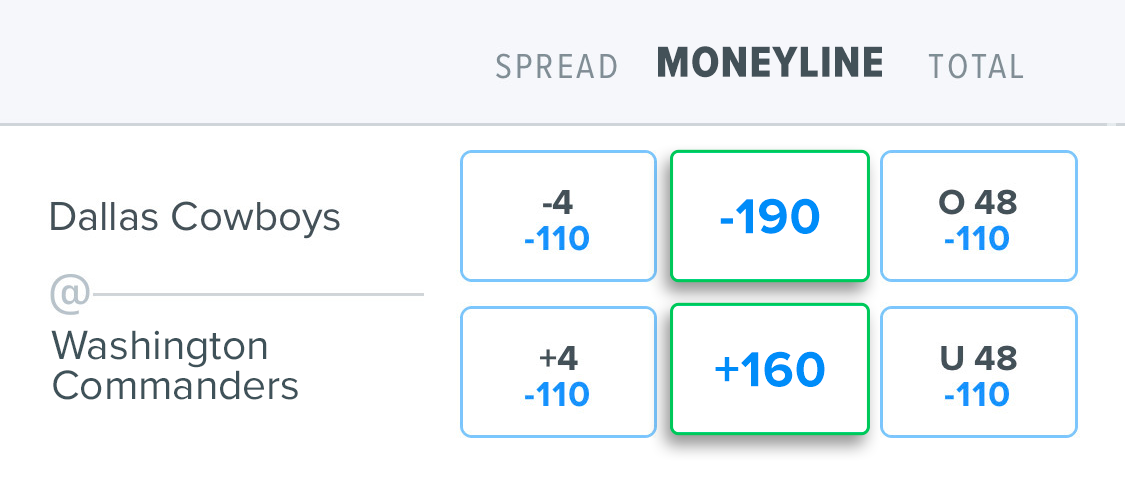 SPREAD MONEYLINE TOTAL
Dallas Cowboys
-4
-110
-190
O 48
-110
@
Washington
Commanders
+4
-110
+160
U 48
-110